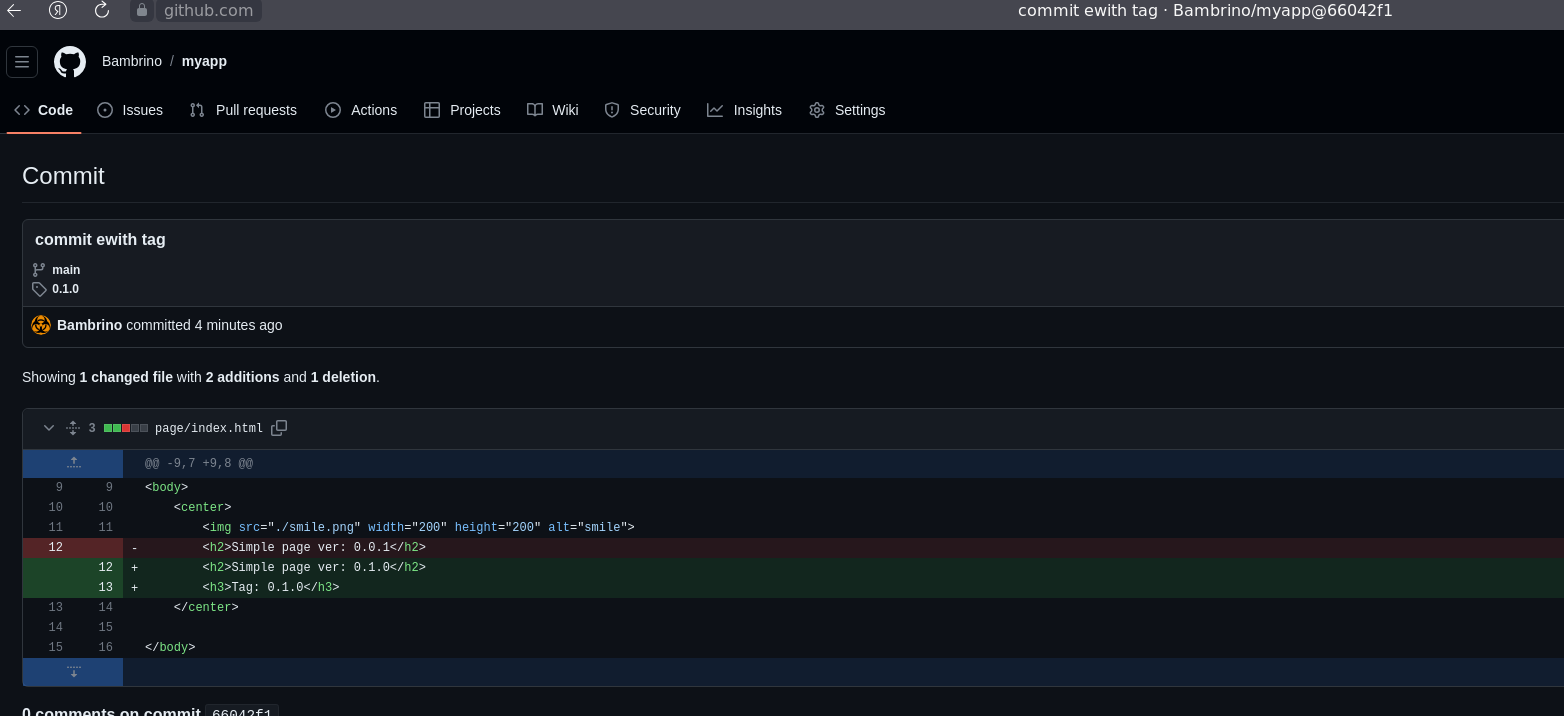 github.com commit ewith tag · Bambrino/myapp@66042f1
Bambrino / myapp
Code Issues Pull requests Actions Projects Wiki Security Insights Settings
Commit
commit ewith tag
main
0.1.0
Bambrino committed 4 minutes ago
Showing 1 changed file with 2 additions and 1 deletion.
3 page/index.html
@@ -9,7 +9,8 @@
9 9 <body>
10 10 <center>
11 11 <img src="./smile.png" width="200" height="200" alt="smile">
12 - <h2>Simple page ver: 0.0.1</h2>
12 + <h2>Simple page ver: 0.1.0</h2>
13 + <h3>Tag: 0.1.0</h3>
13 14 </center>
14 15
15 16 </body>
0 comments on commit 66042f1